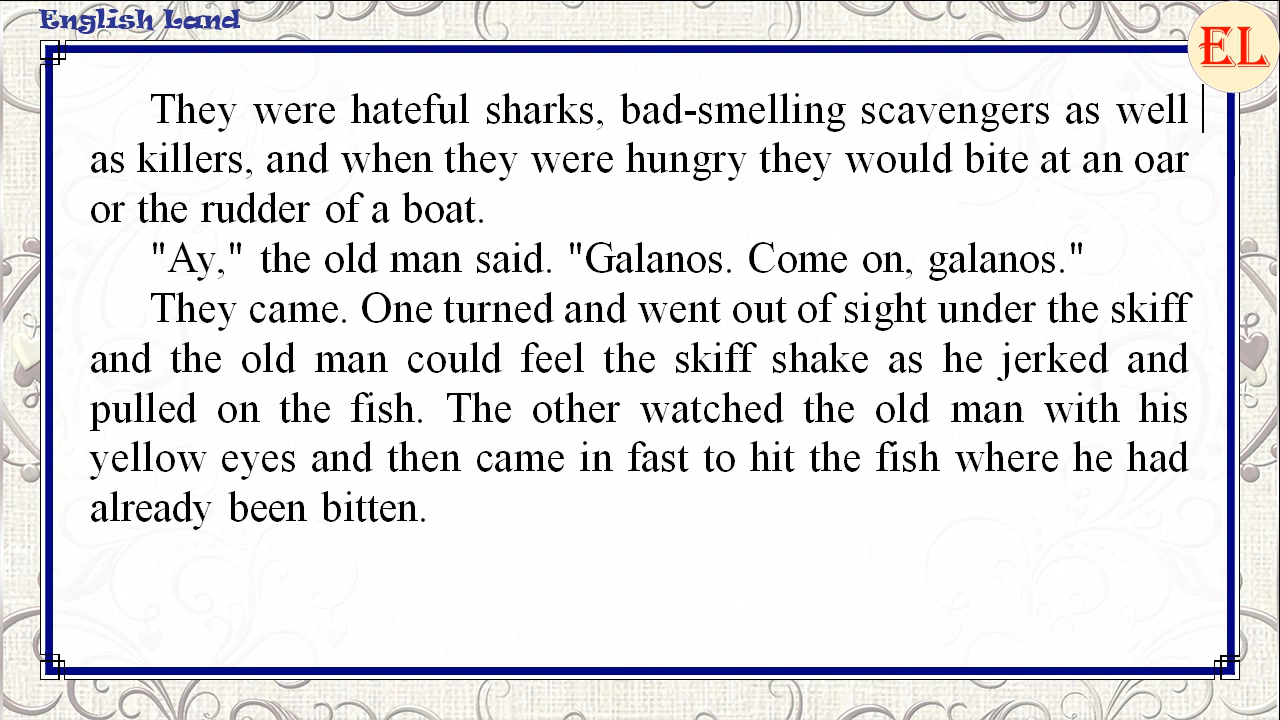 English Land
EL
They were hateful sharks, bad-smelling scavengers as well
as killers, and when they were hungry they would bite at an oar
or the rudder of a boat.
"Ay," the old man said. "Galanos. Come on, galanos."
They came. One turned and went out of sight under the skiff
and the old man could feel the skiff shake as he jerked and
pulled on the fish. The other watched the old man with his
yellow eyes and then came in fast to hit the fish where he had
already been bitten.